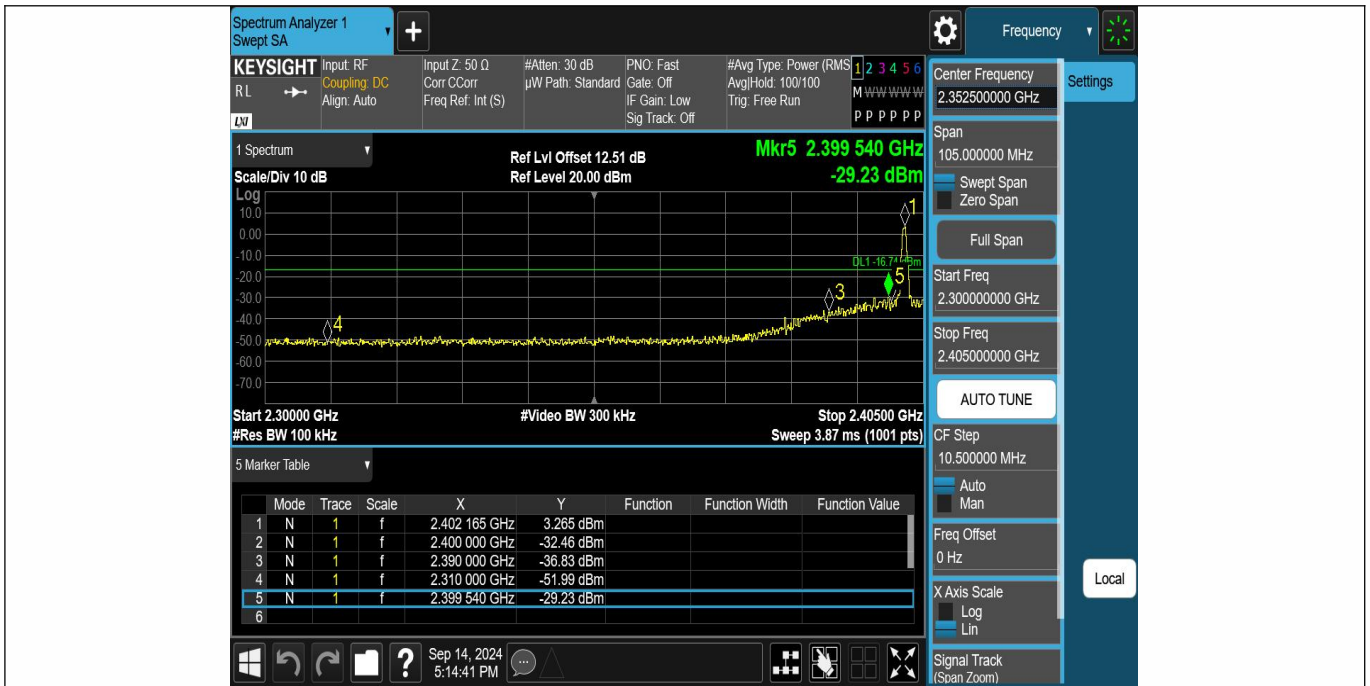 Spectrum Analyzer 1
Swept SA
+
Frequency
KEYSIGHT
RL
LXI
Input: RF
Coupling: DC
Align: Auto
Input Z: 50 Ω
Corr CCorr
Freq Ref: Int (S)
#Atten: 30 dB
µW Path: Standard
PNO: Fast
Gate: Off
IF Gain: Low
Sig Track: Off
#Avg Type: Power (RMS
Avg|Hold: 100/100
Trig: Free Run
1 2 3 4 5 6
M W W W W W
P P P P P P
1 Spectrum
Scale/Div 10 dB
Ref Lvl Offset 12.51 dB
Ref Level 20.00 dBm
Mkr5 2.399 540 GHz
-29.23 dBm
Log
10.0
0.00
-10.0
-20.0
-30.0
-40.0
-50.0
-60.0
-70.0
1
DL1 -16.74 dBm
5
3
4
Start 2.30000 GHz
#Video BW 300 kHz
Stop 2.40500 GHz
#Res BW 100 kHz
Sweep 3.87 ms (1001 pts)
5 Marker Table
Mode Trace Scale X Y Function Function Width Function Value
1 N 1 f 2.402 165 GHz 3.265 dBm
2 N 1 f 2.400 000 GHz -32.46 dBm
3 N 1 f 2.390 000 GHz -36.83 dBm
4 N 1 f 2.310 000 GHz -51.99 dBm
5 N 1 f 2.399 540 GHz -29.23 dBm
6
?
Sep 14, 2024
5:14:41 PM
Center Frequency
2.352500000 GHz
Settings
Span
105.000000 MHz
Swept Span
Zero Span
Full Span
Start Freq
2.300000000 GHz
Stop Freq
2.405000000 GHz
AUTO TUNE
CF Step
10.500000 MHz
Auto
Man
Freq Offset
0 Hz
X Axis Scale
Log
Lin
Local
Signal Track
(Span Zoom)